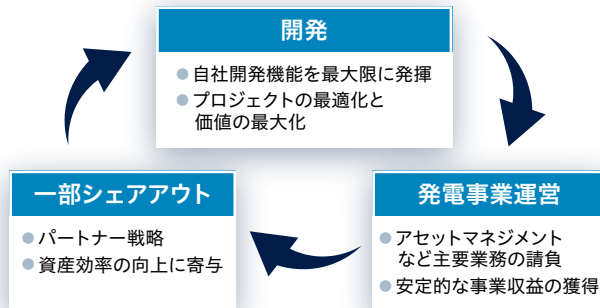 開発
●自社開発機能を最大限に発揮
●プロジェクトの最適化と
価値の最大化
一部シェアアウト
●パートナー戦略
●資産効率の向上に寄与
発電事業運営
●アセットマネジメント
など主要業務の請負
●安定的な事業収益の獲得